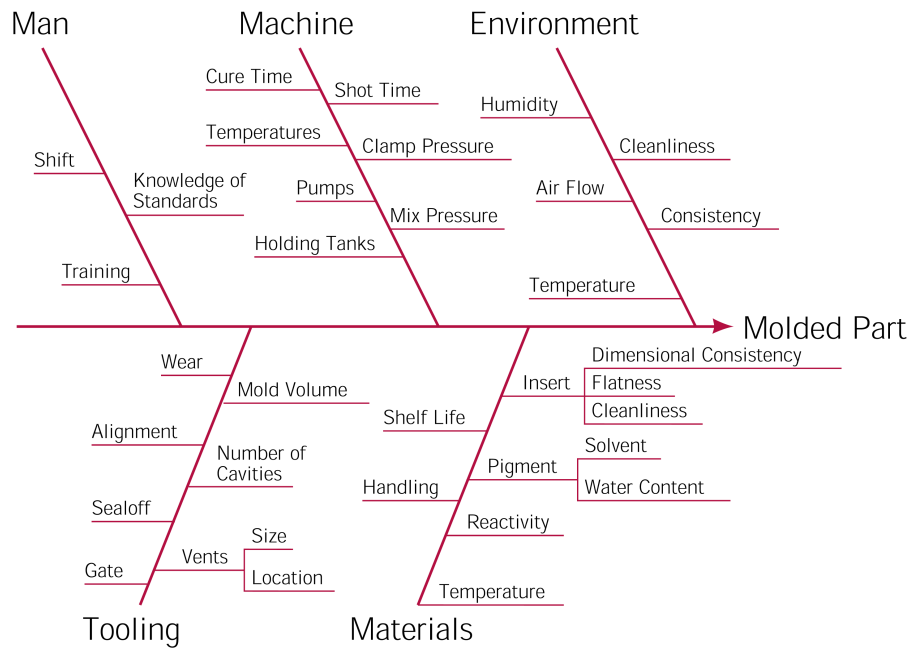 Man
Machine
Environment
Cure Time
Shot Time
Humidity
Temperatures
Clamp Pressure
Cleanliness
Shift
Knowledge of
Standards
Pumps
Mix Pressure
Air Flow
Consistency
Holding Tanks
Training
Temperature
Molded Part
Wear
Mold Volume
Insert
Dimensional Consistency
Flatness
Cleanliness
Shelf Life
Alignment
Number of
Cavities
Pigment
Solvent
Water Content
Handling
Sealoff
Reactivity
Vents
Size
Location
Gate
Temperature
Tooling
Materials